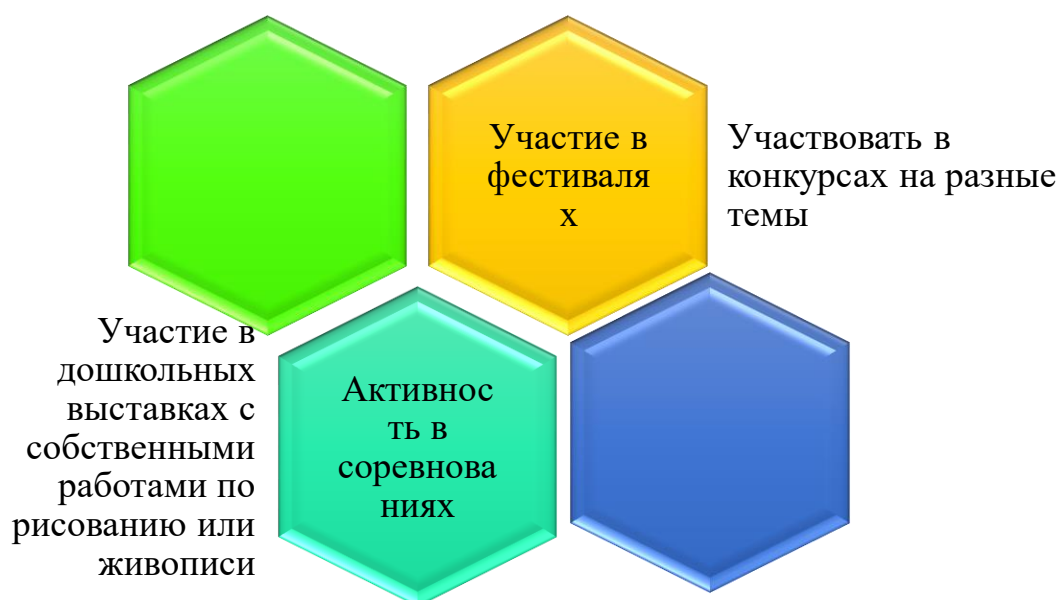 Участие в
фестиваля
х
Участвовать в
конкурсах на разные
темы
Участие в
дошкольных
выставках с
собственными
работами по
рисованию или
живописи
Активнос
ть в
соревнова
ниях